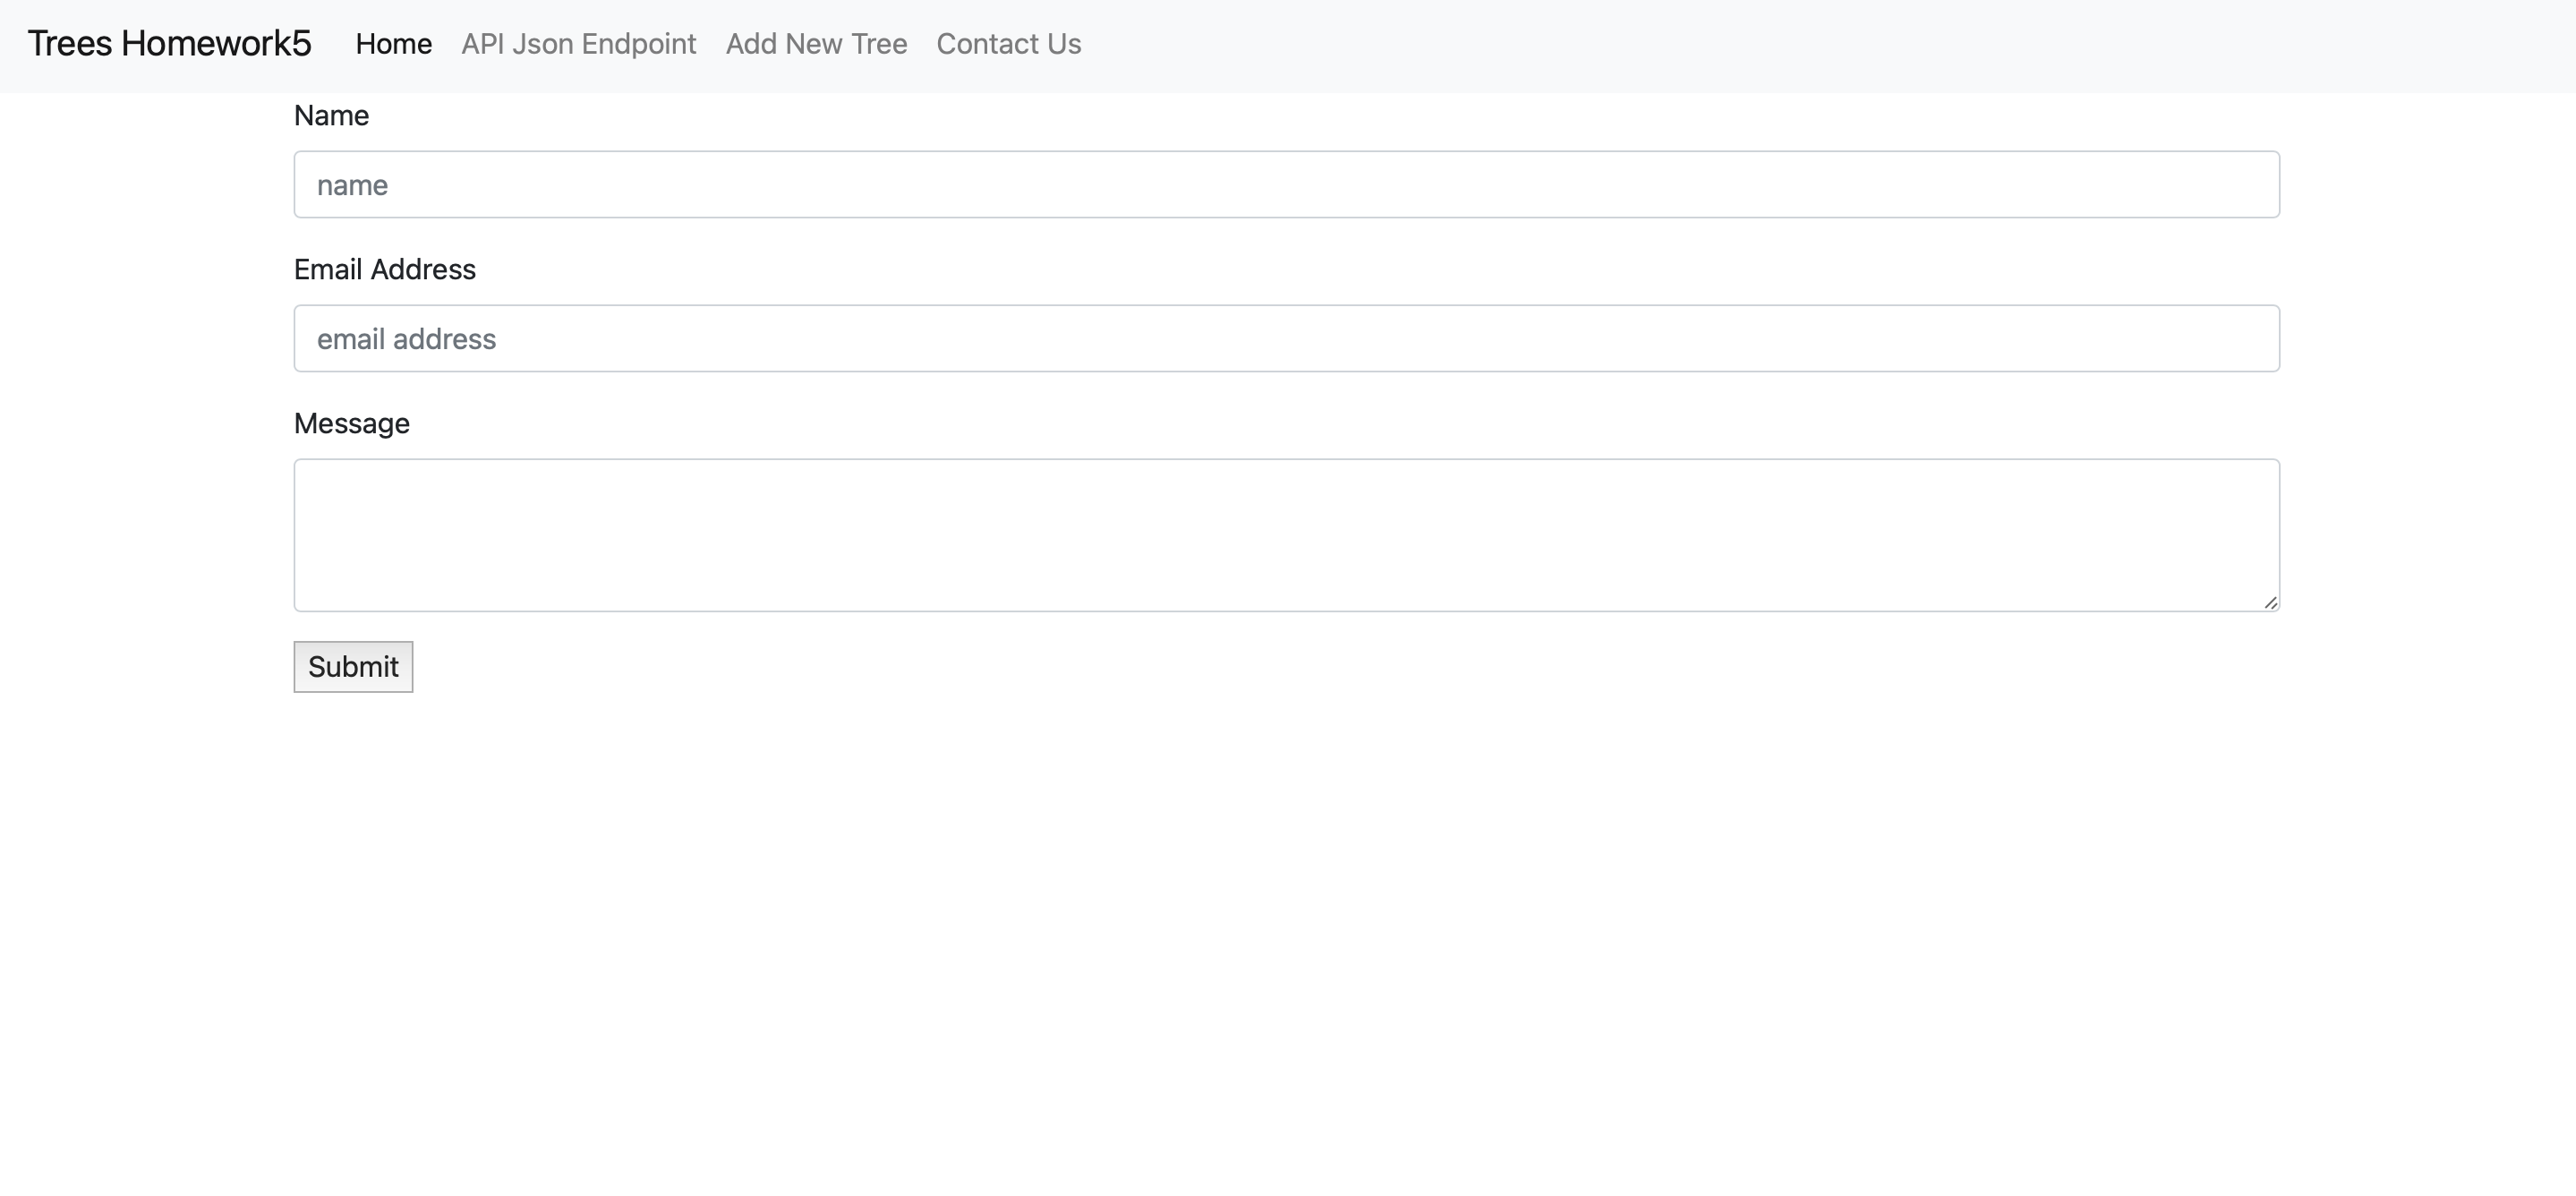 Trees Homework5 Home API Json Endpoint Add New Tree Contact Us
Name
name
Email Address
email address
Message
Submit